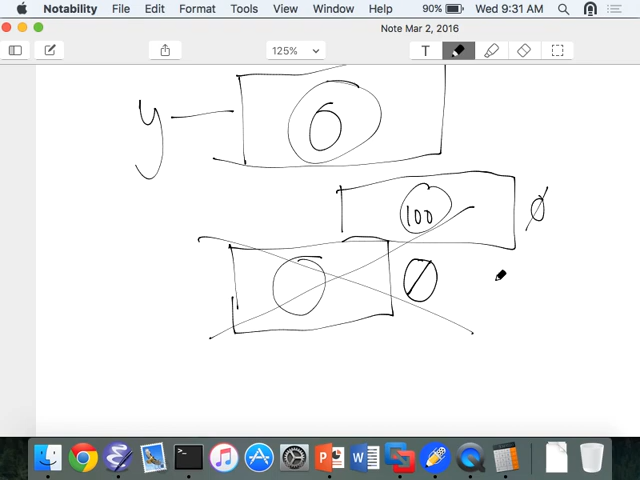 Notability File Edit Format Tools View Window Help 90% Wed 9:31 AM
Note Mar 2, 2016
125% T
y 6
100 ø
0 Ø